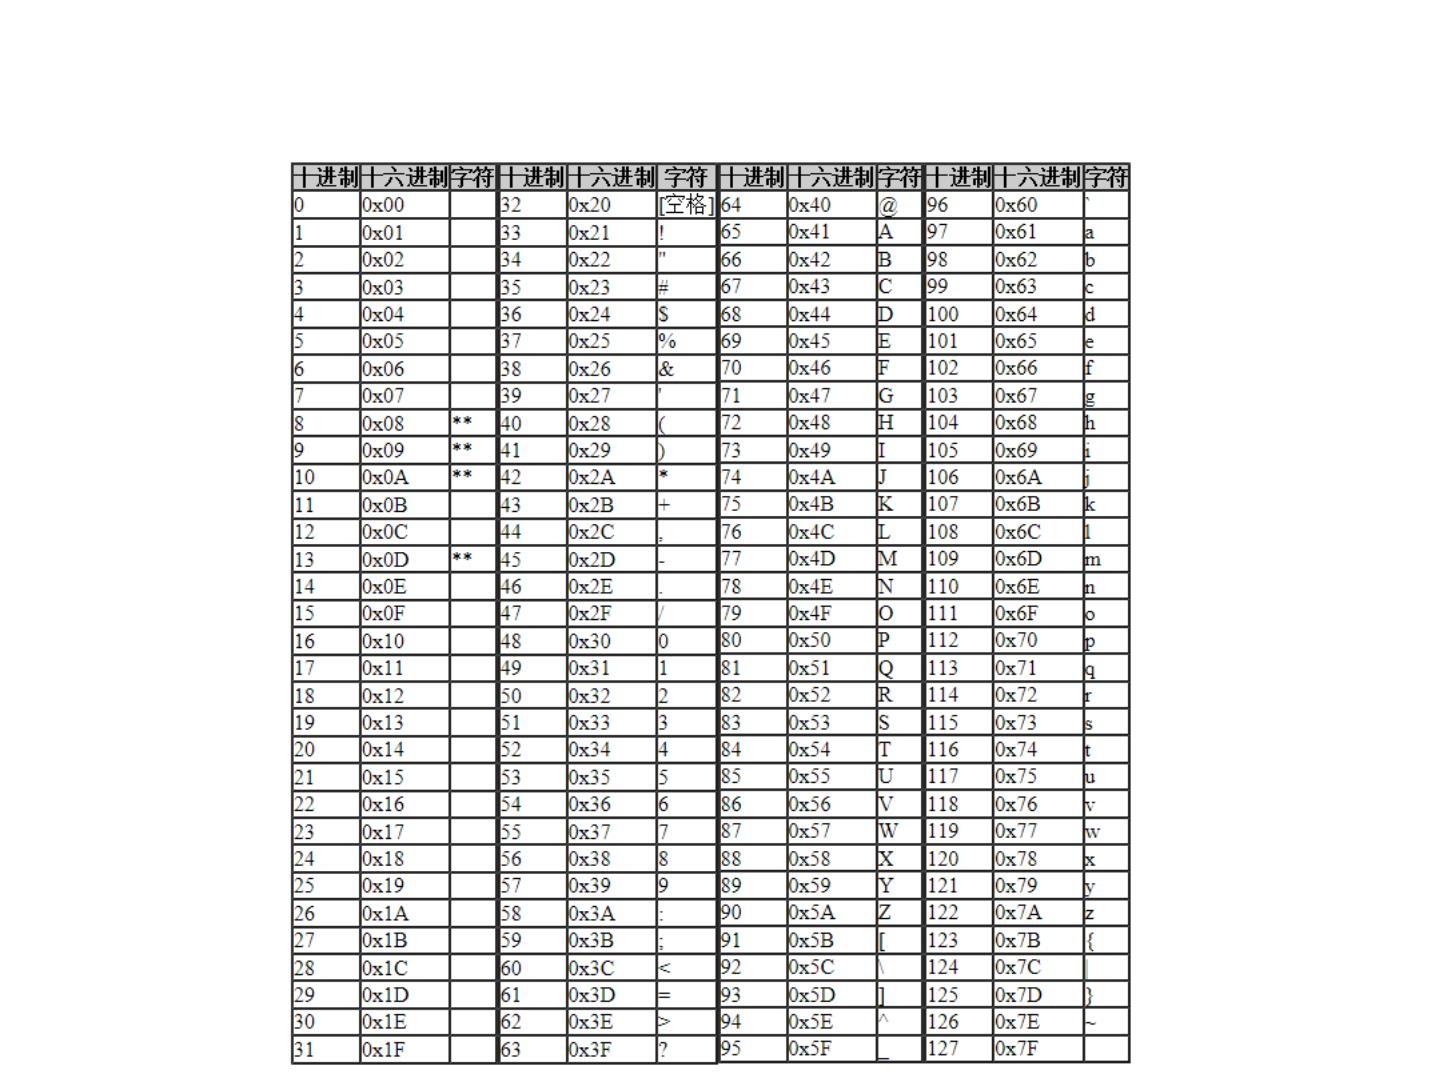 十进制 十六进制 字符 十进制 十六进制 字符 十进制 十六进制 字符 十进制 十六进制 字符
0 0x00 32 0x20 [空格] 64 0x40 @ 96 0x60 `
1 0x01 33 0x21 ! 65 0x41 A 97 0x61 a
2 0x02 34 0x22 " 66 0x42 B 98 0x62 b
3 0x03 35 0x23 # 67 0x43 C 99 0x63 c
4 0x04 36 0x24 $ 68 0x44 D 100 0x64 d
5 0x05 37 0x25 % 69 0x45 E 101 0x65 e
6 0x06 38 0x26 & 70 0x46 F 102 0x66 f
7 0x07 39 0x27 ' 71 0x47 G 103 0x67 g
8 0x08 ** 40 0x28 ( 72 0x48 H 104 0x68 h
9 0x09 ** 41 0x29 ) 73 0x49 I 105 0x69 i
10 0x0A ** 42 0x2A * 74 0x4A J 106 0x6A j
11 0x0B 43 0x2B + 75 0x4B K 107 0x6B k
12 0x0C 44 0x2C , 76 0x4C L 108 0x6C l
13 0x0D ** 45 0x2D - 77 0x4D M 109 0x6D m
14 0x0E 46 0x2E . 78 0x4E N 110 0x6E n
15 0x0F 47 0x2F / 79 0x4F O 111 0x6F o
16 0x10 48 0x30 0 80 0x50 P 112 0x70 p
17 0x11 49 0x31 1 81 0x51 Q 113 0x71 q
18 0x12 50 0x32 2 82 0x52 R 114 0x72 r
19 0x13 51 0x33 3 83 0x53 S 115 0x73 s
20 0x14 52 0x34 4 84 0x54 T 116 0x74 t
21 0x15 53 0x35 5 85 0x55 U 117 0x75 u
22 0x16 54 0x36 6 86 0x56 V 118 0x76 v
23 0x17 55 0x37 7 87 0x57 W 119 0x77 w
24 0x18 56 0x38 8 88 0x58 X 120 0x78 x
25 0x19 57 0x39 9 89 0x59 Y 121 0x79 y
26 0x1A 58 0x3A : 90 0x5A Z 122 0x7A z
27 0x1B 59 0x3B ; 91 0x5B [ 123 0x7B {
28 0x1C 60 0x3C < 92 0x5C \ 124 0x7C |
29 0x1D 61 0x3D = 93 0x5D ] 125 0x7D }
30 0x1E 62 0x3E > 94 0x5E ^ 126 0x7E ~
31 0x1F 63 0x3F ? 95 0x5F _ 127 0x7F